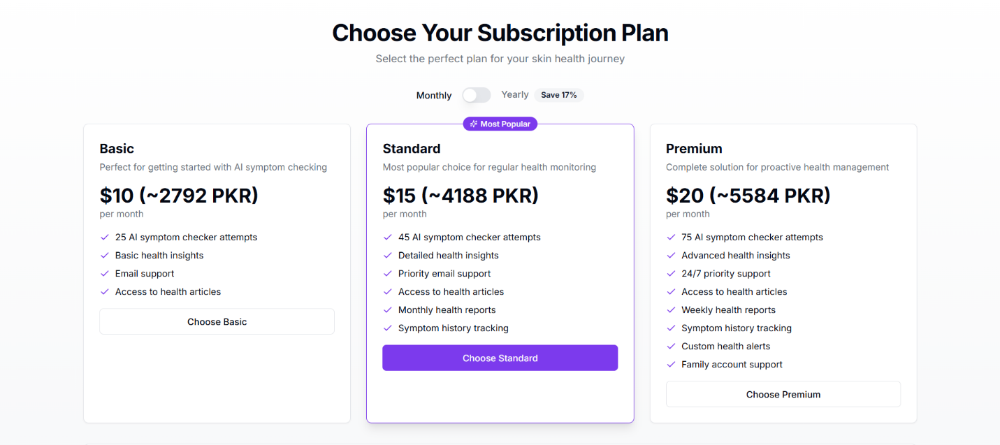 Choose Your Subscription Plan
Select the perfect plan for your skin health journey
Monthly Yearly Save 17%
Basic
Perfect for getting started with AI symptom checking
$10 (~2792 PKR)
per month
25 AI symptom checker attempts
Basic health insights
Email support
Access to health articles
Choose Basic
Most Popular
Standard
Most popular choice for regular health monitoring
$15 (~4188 PKR)
per month
45 AI symptom checker attempts
Detailed health insights
Priority email support
Access to health articles
Monthly health reports
Symptom history tracking
Choose Standard
Premium
Complete solution for proactive health management
$20 (~5584 PKR)
per month
75 AI symptom checker attempts
Advanced health insights
24/7 priority support
Access to health articles
Weekly health reports
Symptom history tracking
Custom health alerts
Family account support
Choose Premium